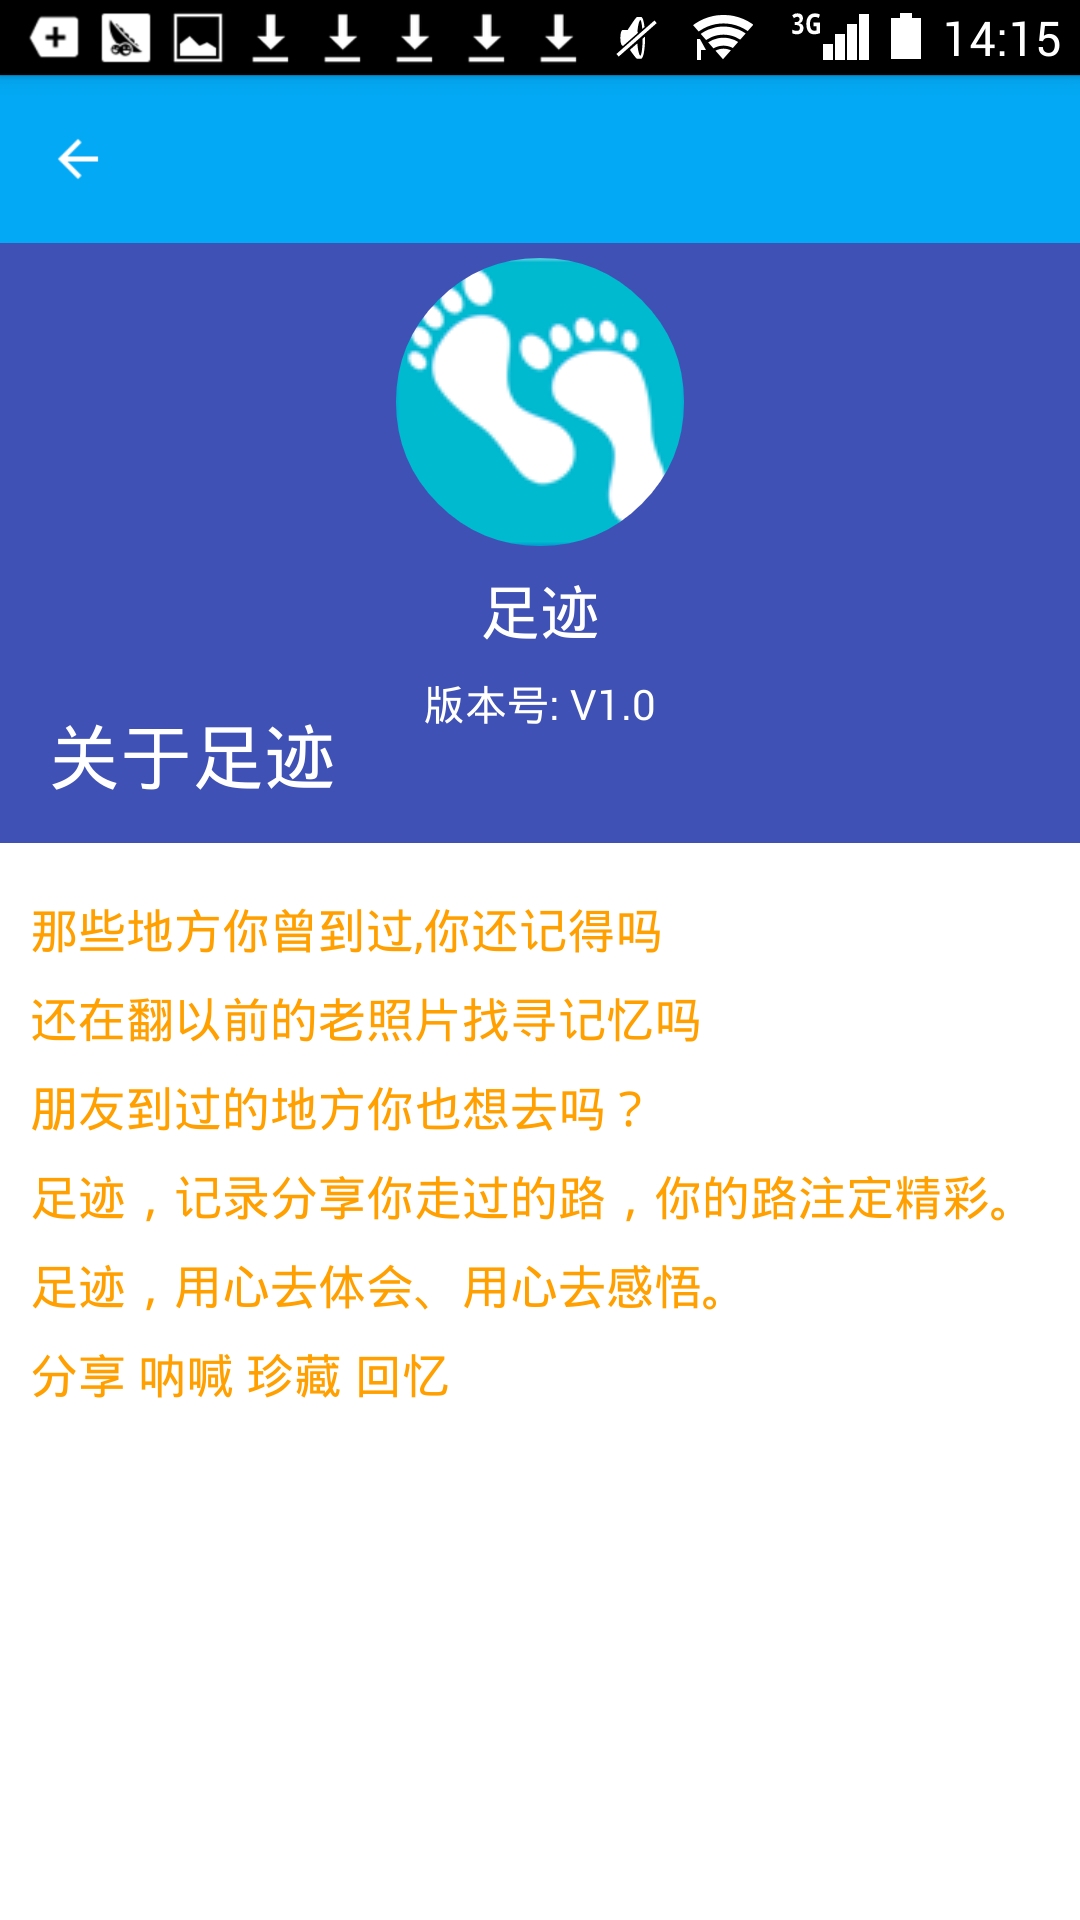 3G 14:15
足迹
版本号: V1.0
关于足迹
那些地方你曾到过,你还记得吗
还在翻以前的老照片找寻记忆吗
朋友到过的地方你也想去吗？
足迹，记录分享你走过的路，你的路注定精彩。
足迹，用心去体会、用心去感悟。
分享 呐喊 珍藏 回忆